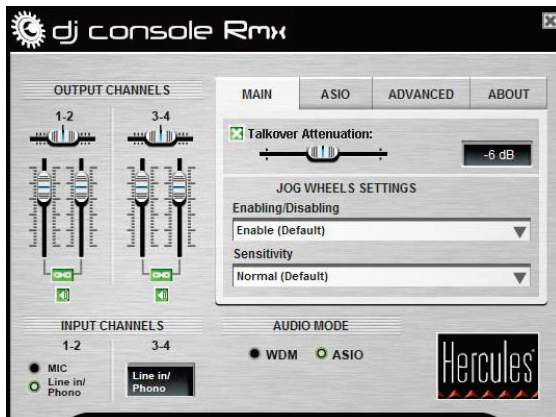 dj console Rmx
OUTPUT CHANNELS
1-2
3-4
MAIN
ASIO
ADVANCED
ABOUT
Talkover Attenuation:
-6 dB
JOG WHEELS SETTINGS
Enabling/Disabling
Enable (Default)
Sensitivity
Normal (Default)
INPUT CHANNELS
1-2
3-4
MIC
Line in/
Phono
Line in/
Phono
AUDIO MODE
WDM
ASIO
Hercules